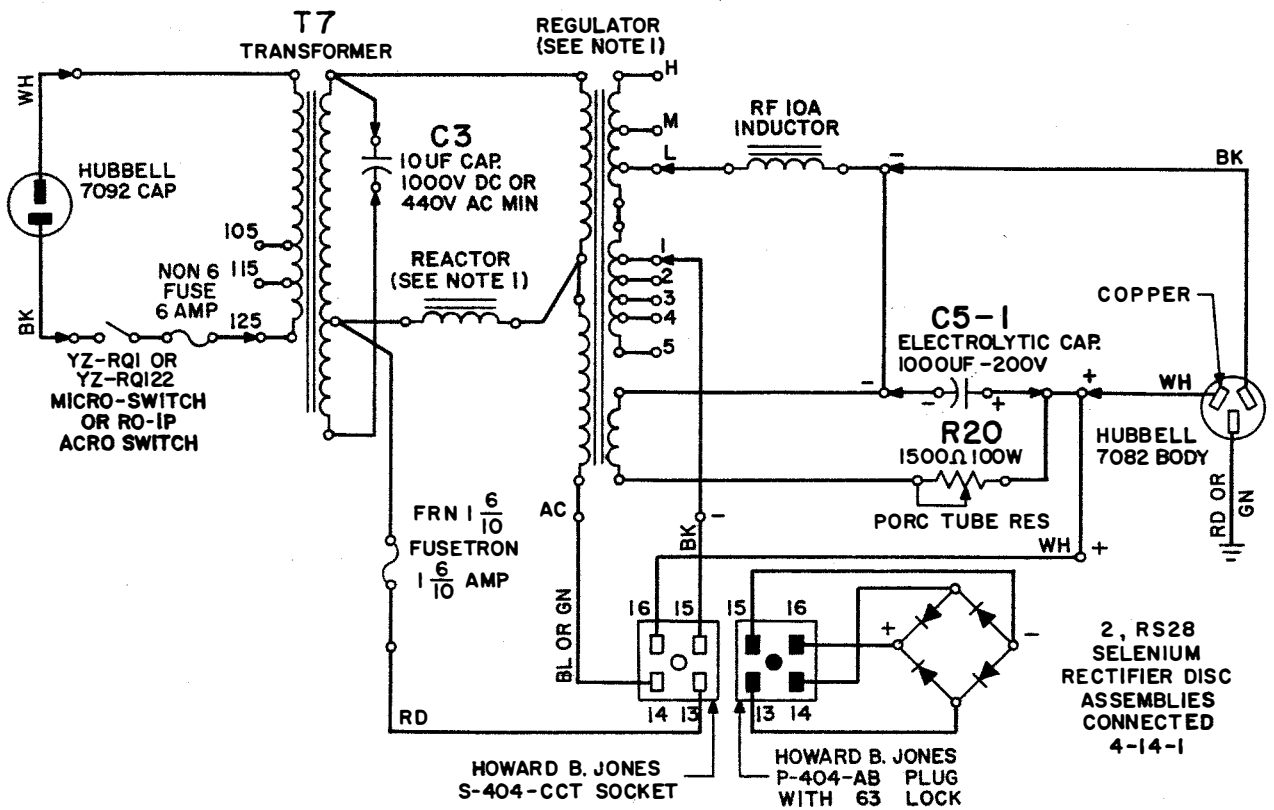 T7
TRANSFORMER
REGULATOR
(SEE NOTE 1)
WH
HUBBELL
7092 CAP
BK
105
115
125
NON 6
FUSE
6 AMP
YZ-RQ1 OR
YZ-RQ122
MICRO-SWITCH
OR RO-1P
ACRO SWITCH
C3
10UF CAP.
1000V DC OR
440V AC MIN
REACTOR
(SEE NOTE 1)
H
M
L
1
2
3
4
5
RF 10A
INDUCTOR
-
BK
COPPER
C5-1
ELECTROLYTIC CAP.
1000UF-200V
-
-
+
+
WH
R20
1500Ω 100W
PORC TUBE RES
HUBBELL
7082 BODY
RD OR
GN
WH
+
AC
BK
-
BL OR GN
FRN 1 6/10
FUSETRON
1 6/10 AMP
RD
16
15
14
13
15
16
13
14
+
-
2, RS28
SELENIUM
RECTIFIER DISC
ASSEMBLIES
CONNECTED
4-14-1
HOWARD B. JONES
S-404-CCT SOCKET
HOWARD B. JONES
P-404-AB PLUG
WITH 63 LOCK